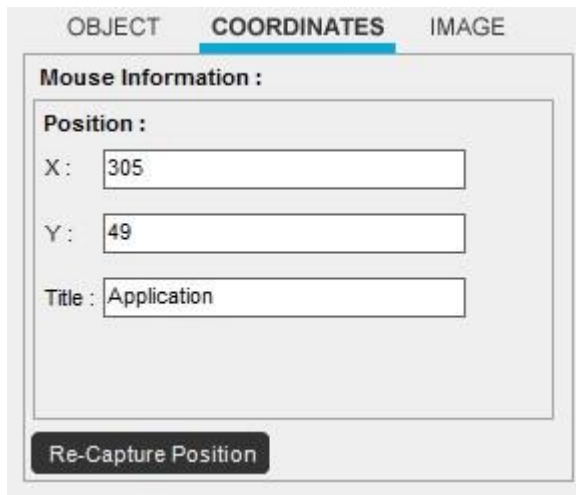 OBJECT COORDINATES IMAGE
Mouse Information :
Position :
X : 305
Y : 49
Title : Application
Re-Capture Position